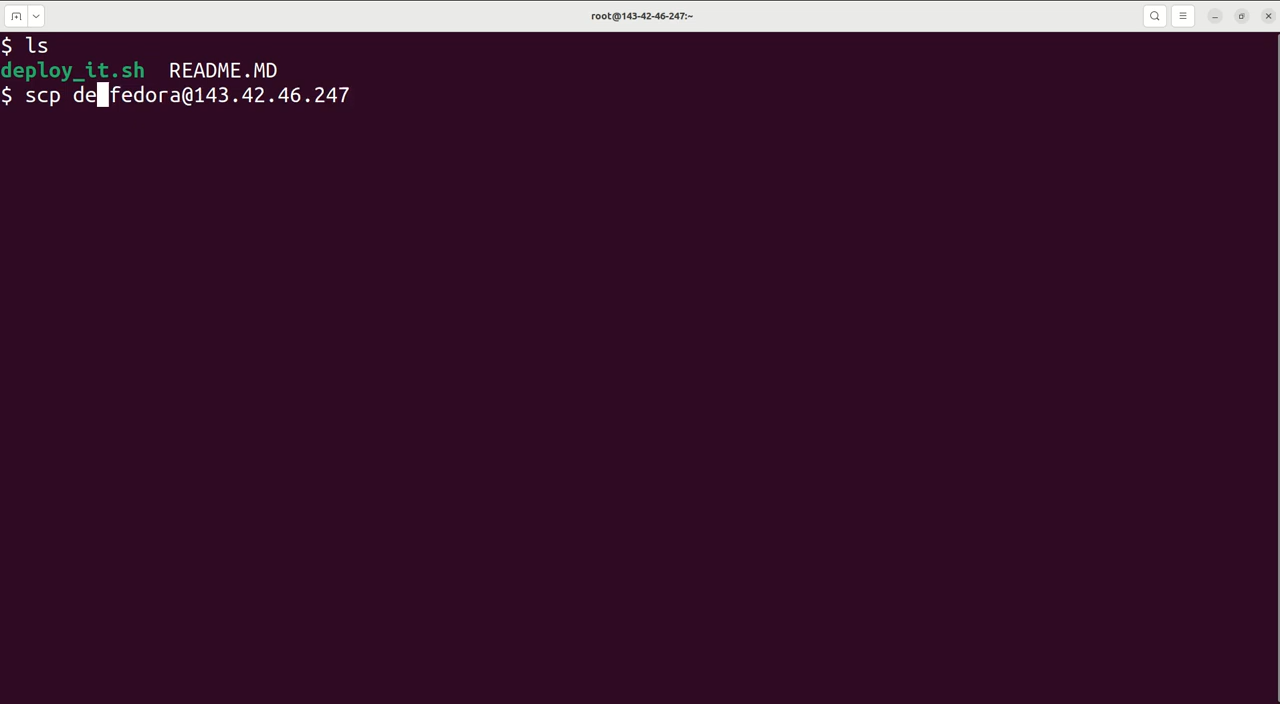 root@143-42-46-247:~
$ ls
deploy_it.sh  README.MD
$ scp de fedora@143.42.46.247